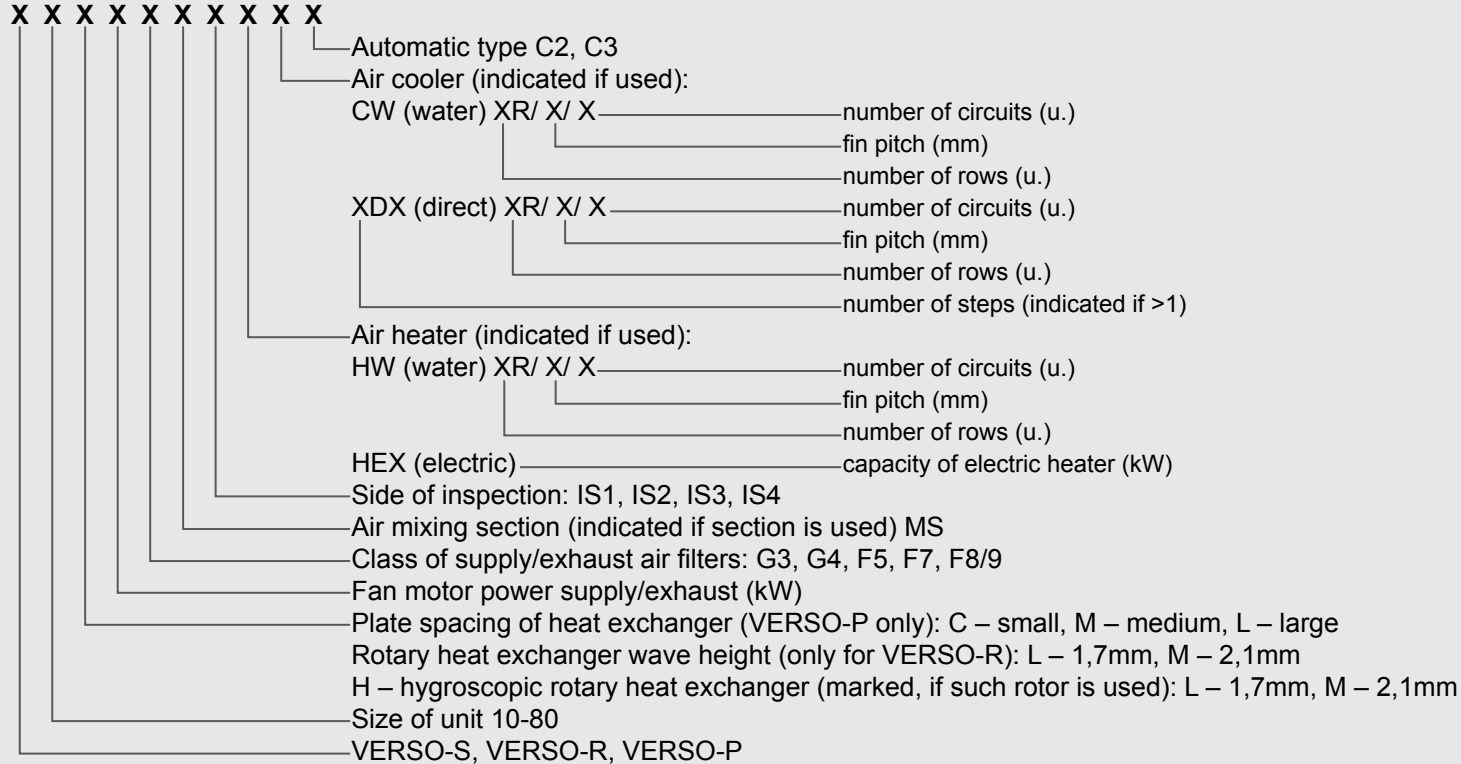 X X X X X X X X X X
Automatic type C2, C3
Air cooler (indicated if used):
CW (water) XR/ X/ X number of circuits (u.)
fin pitch (mm)
number of rows (u.)
XDX (direct) XR/ X/ X number of circuits (u.)
fin pitch (mm)
number of rows (u.)
number of steps (indicated if >1)
Air heater (indicated if used):
HW (water) XR/ X/ X number of circuits (u.)
fin pitch (mm)
number of rows (u.)
HEX (electric) capacity of electric heater (kW)
Side of inspection: IS1, IS2, IS3, IS4
Air mixing section (indicated if section is used) MS
Class of supply/exhaust air filters: G3, G4, F5, F7, F8/9
Fan motor power supply/exhaust (kW)
Plate spacing of heat exchanger (VERSO-P only): C – small, M – medium, L – large
Rotary heat exchanger wave height (only for VERSO-R): L – 1,7mm, M – 2,1mm
H – hygroscopic rotary heat exchanger (marked, if such rotor is used): L – 1,7mm, M – 2,1mm
Size of unit 10-80
VERSO-S, VERSO-R, VERSO-P